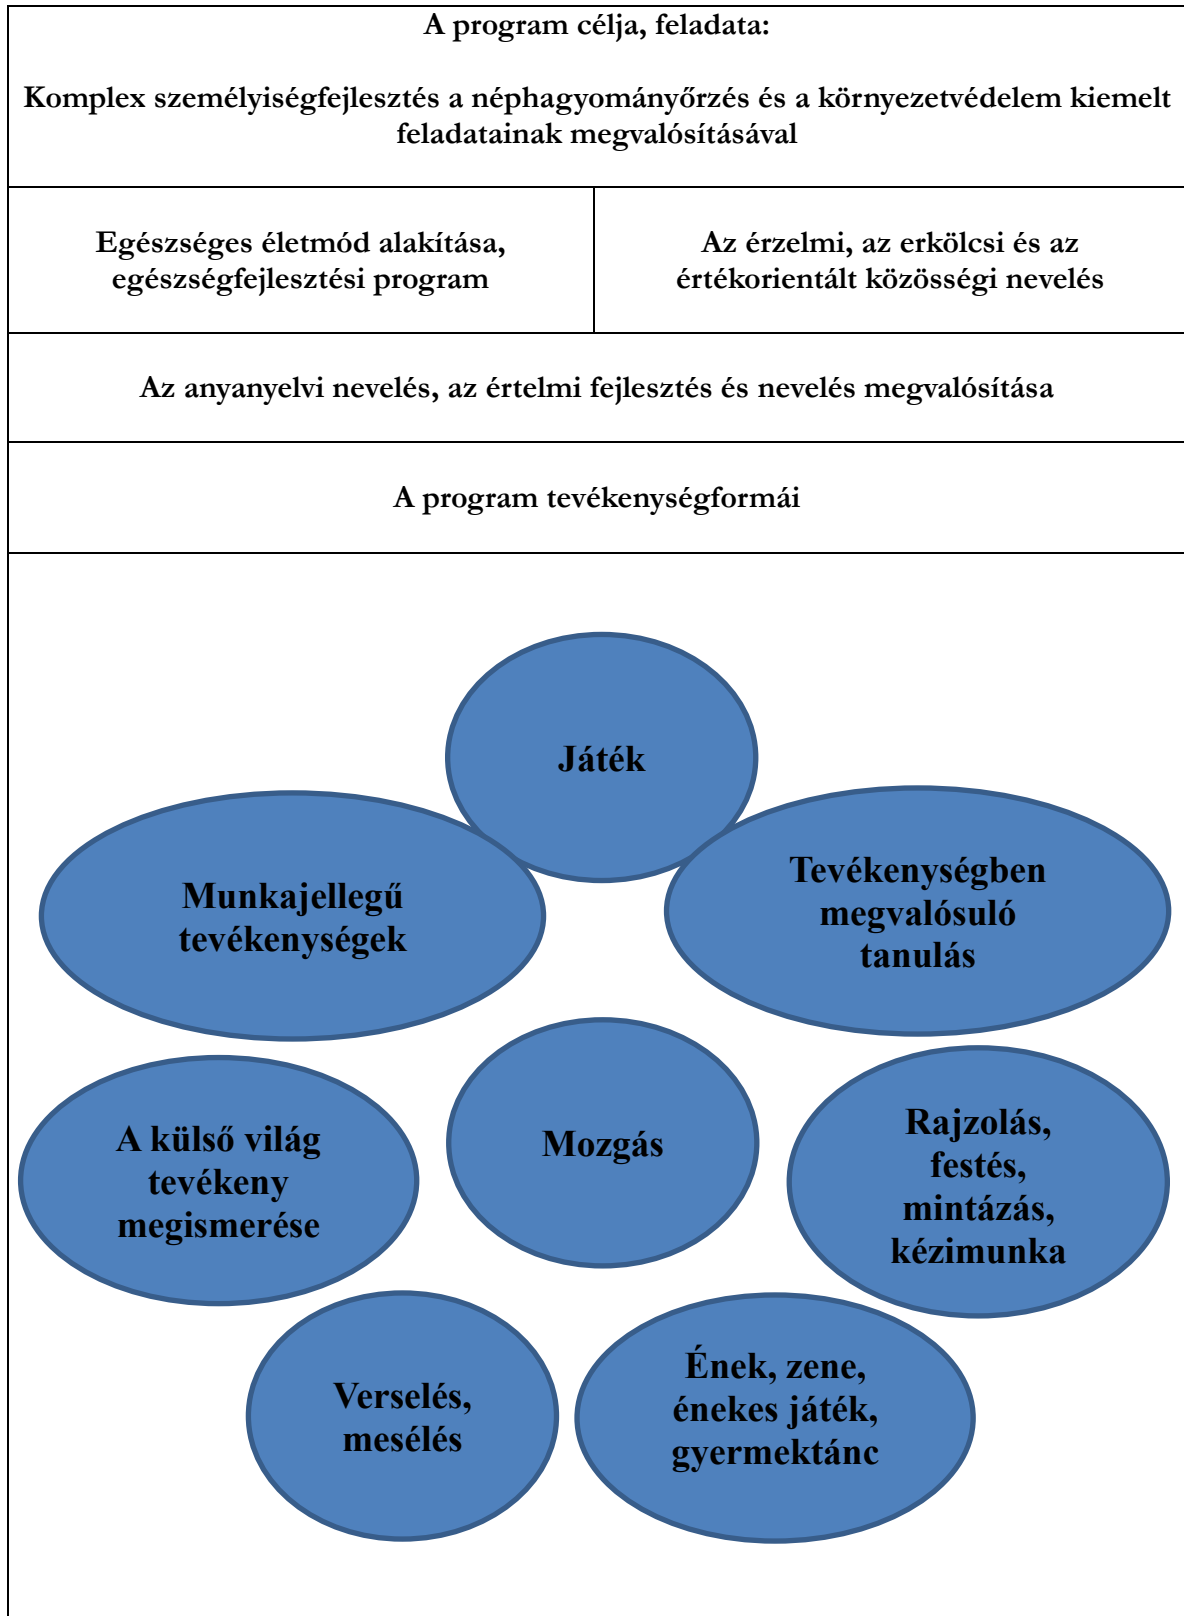 A program célja, feladata:
Komplex személyiségfejlesztés a néphagyományőrzés és a környezetvédelem kiemelt
feladatainak megvalósításával
Egészséges életmód alakítása,
egészségfejlesztési program
Az érzelmi, az erkölcsi és az
értékorientált közösségi nevelés
Az anyanyelvi nevelés, az értelmi fejlesztés és nevelés megvalósítása
A program tevékenységformái
Játék
Munkajellegű
tevékenységek
Tevékenységben
megvalósuló
tanulás
A külső világ
tevékeny
megismerése
Mozgás
Rajzolás,
festés,
mintázás,
kézimunka
Verselés,
mesélés
Ének, zene,
énekes játék,
gyermektánc